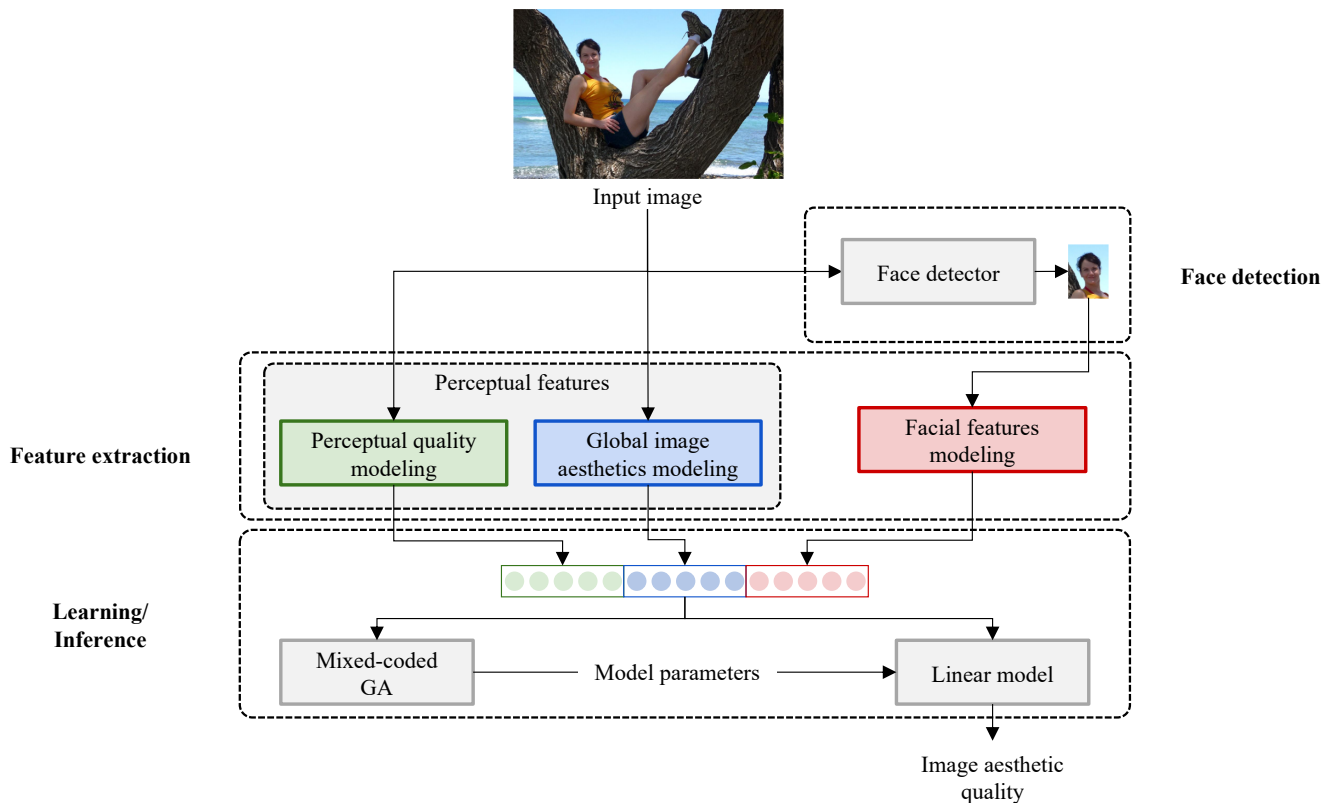 Input image
Face detector
Face detection
Perceptual features
Perceptual quality
modeling
Global image
aesthetics modeling
Facial features
modeling
Feature extraction
Learning/
Inference
Mixed-coded
GA
Model parameters
Linear model
Image aesthetic
quality